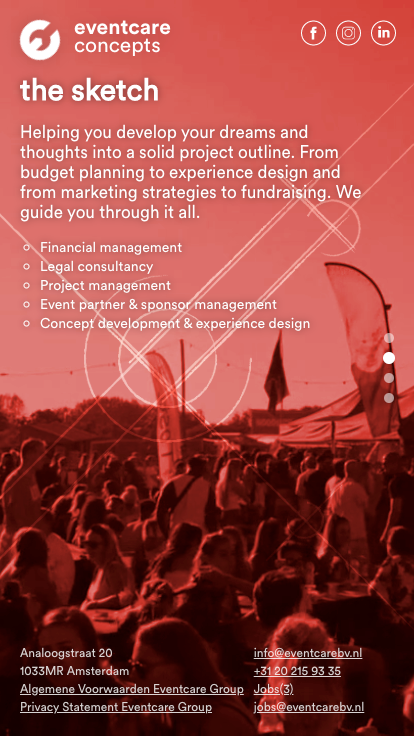 eventcare
concepts
the sketch
Helping you develop your dreams and
thoughts into a solid project outline. From
budget planning to experience design and
from marketing strategies to fundraising. We
guide you through it all.
Financial management
Legal consultancy
Project management
Event partner & sponsor management
Concept development & experience design
Analoogstraat 20
1033MR Amsterdam
Algemene Voorwaarden Eventcare Group
Privacy Statement Eventcare Group
info@eventcarebv.nl
+31 20 215 93 35
Jobs(3)
jobs@eventcarebv.nl